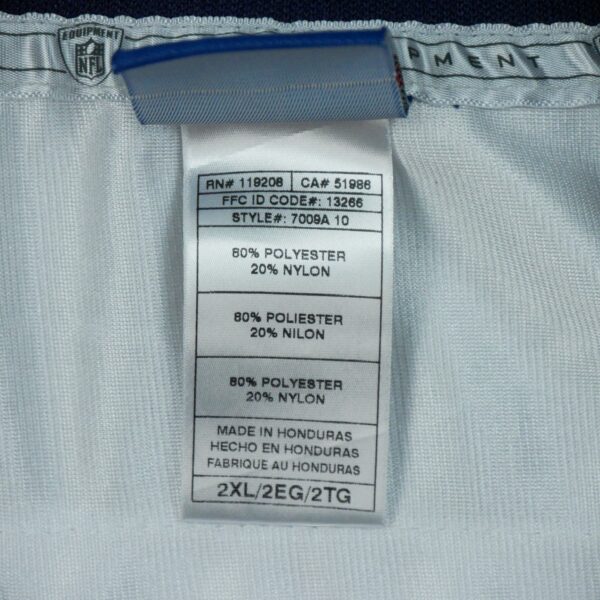 EQUIPMENT
NFL
PMENT
RN# 119208 CA# 51986
FFC ID CODE#: 13266
STYLE#: 7009A 10
80% POLYESTER
20% NYLON
80% POLIESTER
20% NILON
80% POLYESTER
20% NYLON
MADE IN HONDURAS
HECHO EN HONDURAS
FABRIQUE AU HONDURAS
2XL/2EG/2TG